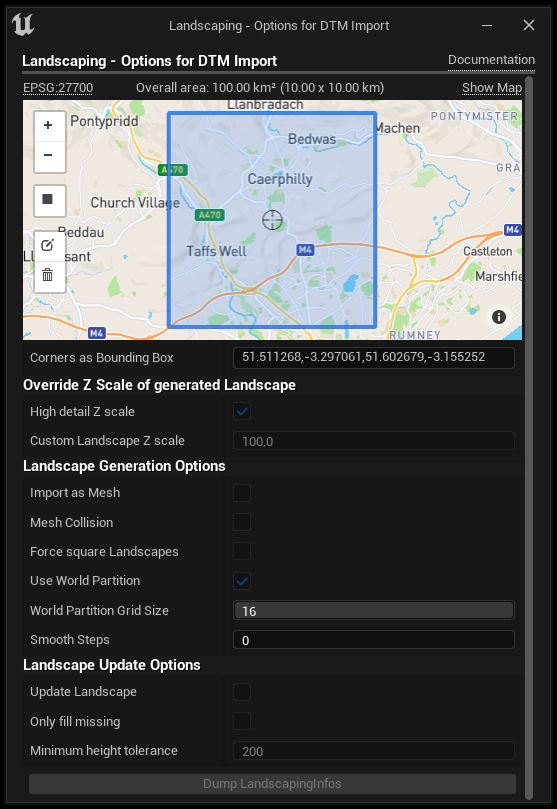 Landscaping - Options for DTM Import
Landscaping - Options for DTM Import
Documentation
EPSG:27700
Overall area: 100.00 km² (10.00 x 10.00 km)
Show Map
Llanbradach
Pontypridd
Machen
PONTYMISTER
Bedwas
A470
GRA
Caerphilly
Church Village
A470
Beddau
M4
Taffs Well
M4
Castleton
Marshfie
M4
RUMNEY
Corners as Bounding Box
51.511268,-3.297061,51.602679,-3.155252
Override Z Scale of generated Landscape
High detail Z scale
Custom Landscape Z scale
100,0
Landscape Generation Options
Import as Mesh
Mesh Collision
Force square Landscapes
Use World Partition
World Partition Grid Size
16
Smooth Steps
0
Landscape Update Options
Update Landscape
Only fill missing
Minimum height tolerance
200
Dump LandscapingInfos